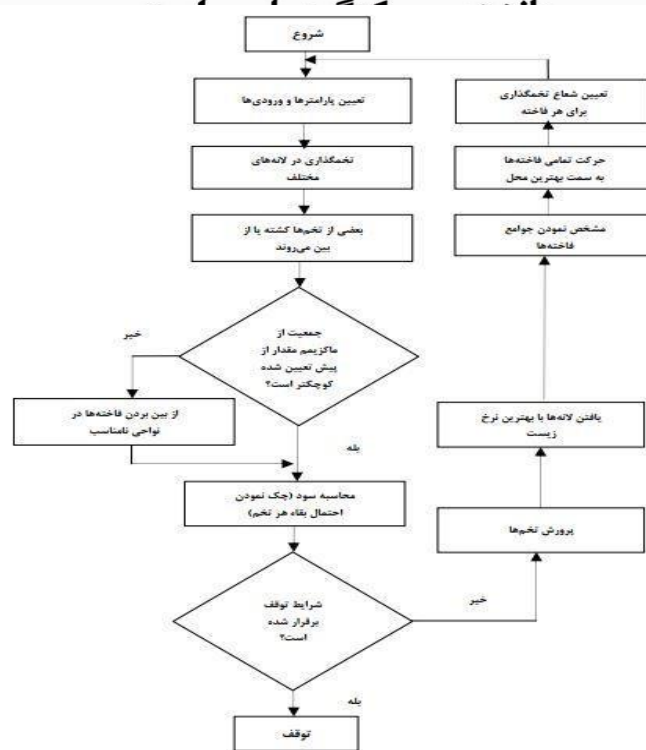 شروع
تعیین پارامترها و ورودی‌ها
تخمگذاری در لانه‌های
مختلف
بعضی از تخم‌ها کشته یا از
بین می‌روند
جمعیت از
ماکزیمم مقدار از
پیش تعیین شده
کوچکتر است؟
خیر
از بین بردن فاخته‌ها در
نواحی نامناسب
بله
محاسبه سود (چک نمودن
احتمال بقاء هر تخم)
شرایط توقف
برقرار شده
است؟
خیر
بله
توقف
پرورش تخم‌ها
یافتن لانه‌ها با بهترین نرخ
زیست
مشخص نمودن جوامع
فاخته‌ها
حرکت تمامی فاخته‌ها
به سمت بهترین محل
تعیین شعاع تخمگذاری
برای هر فاخته